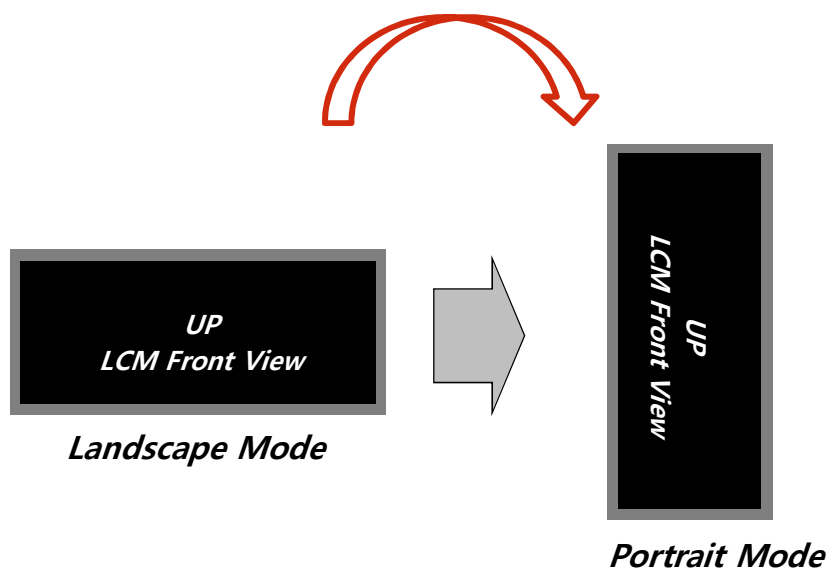 UP
LCM Front View
Landscape Mode
UP
LCM Front View
Portrait Mode